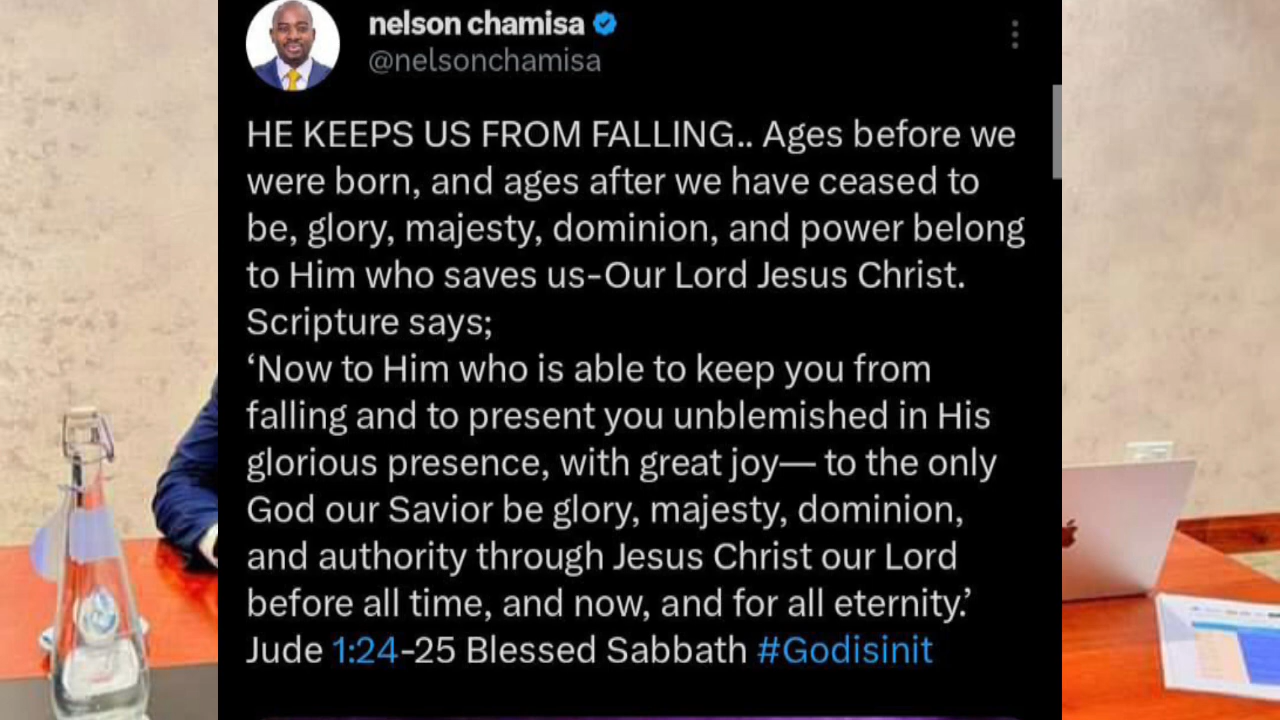 nelson chamisa
@nelsonchamisa
HE KEEPS US FROM FALLING.. Ages before we
were born, and ages after we have ceased to
be, glory, majesty, dominion, and power belong
to Him who saves us-Our Lord Jesus Christ.
Scripture says;
‘Now to Him who is able to keep you from
falling and to present you unblemished in His
glorious presence, with great joy— to the only
God our Savior be glory, majesty, dominion,
and authority through Jesus Christ our Lord
before all time, and now, and for all eternity.’
Jude 1:24-25 Blessed Sabbath #Godisinit